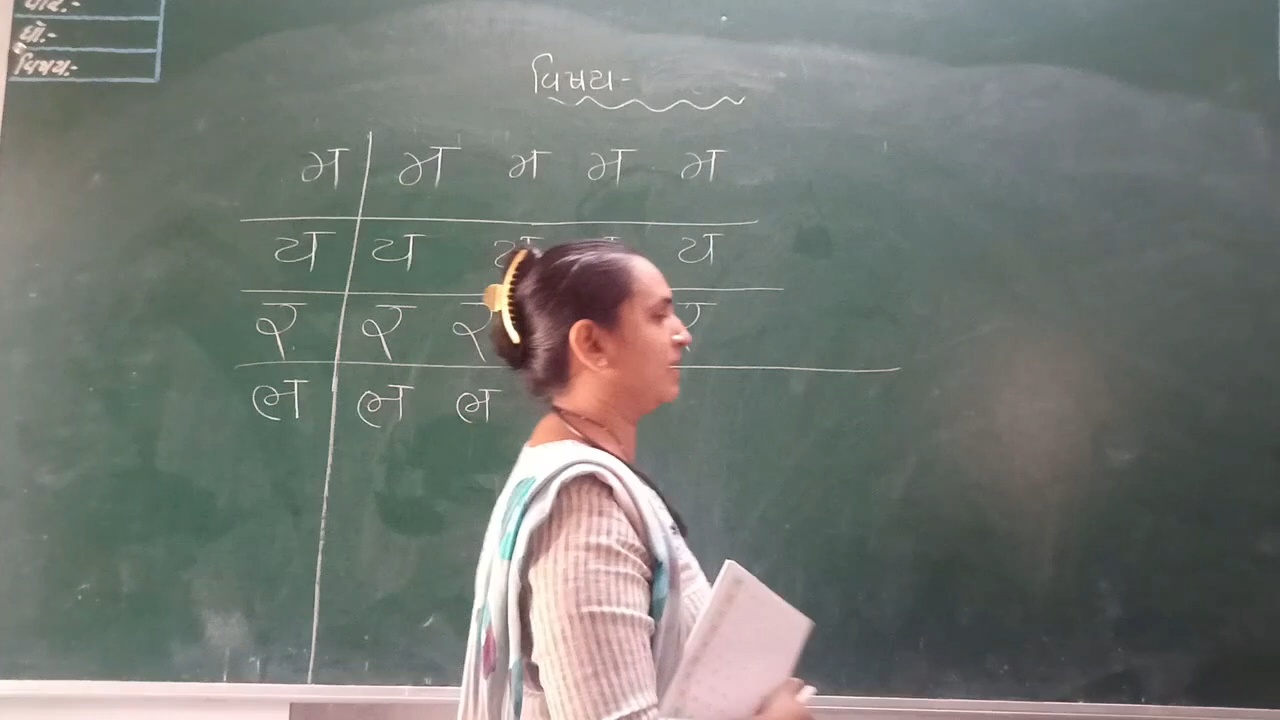 વાર:-
ધો:-
વિષય:-
વિષય-
भ भ भ भ भ
य य य
र र र र
ल ल ल